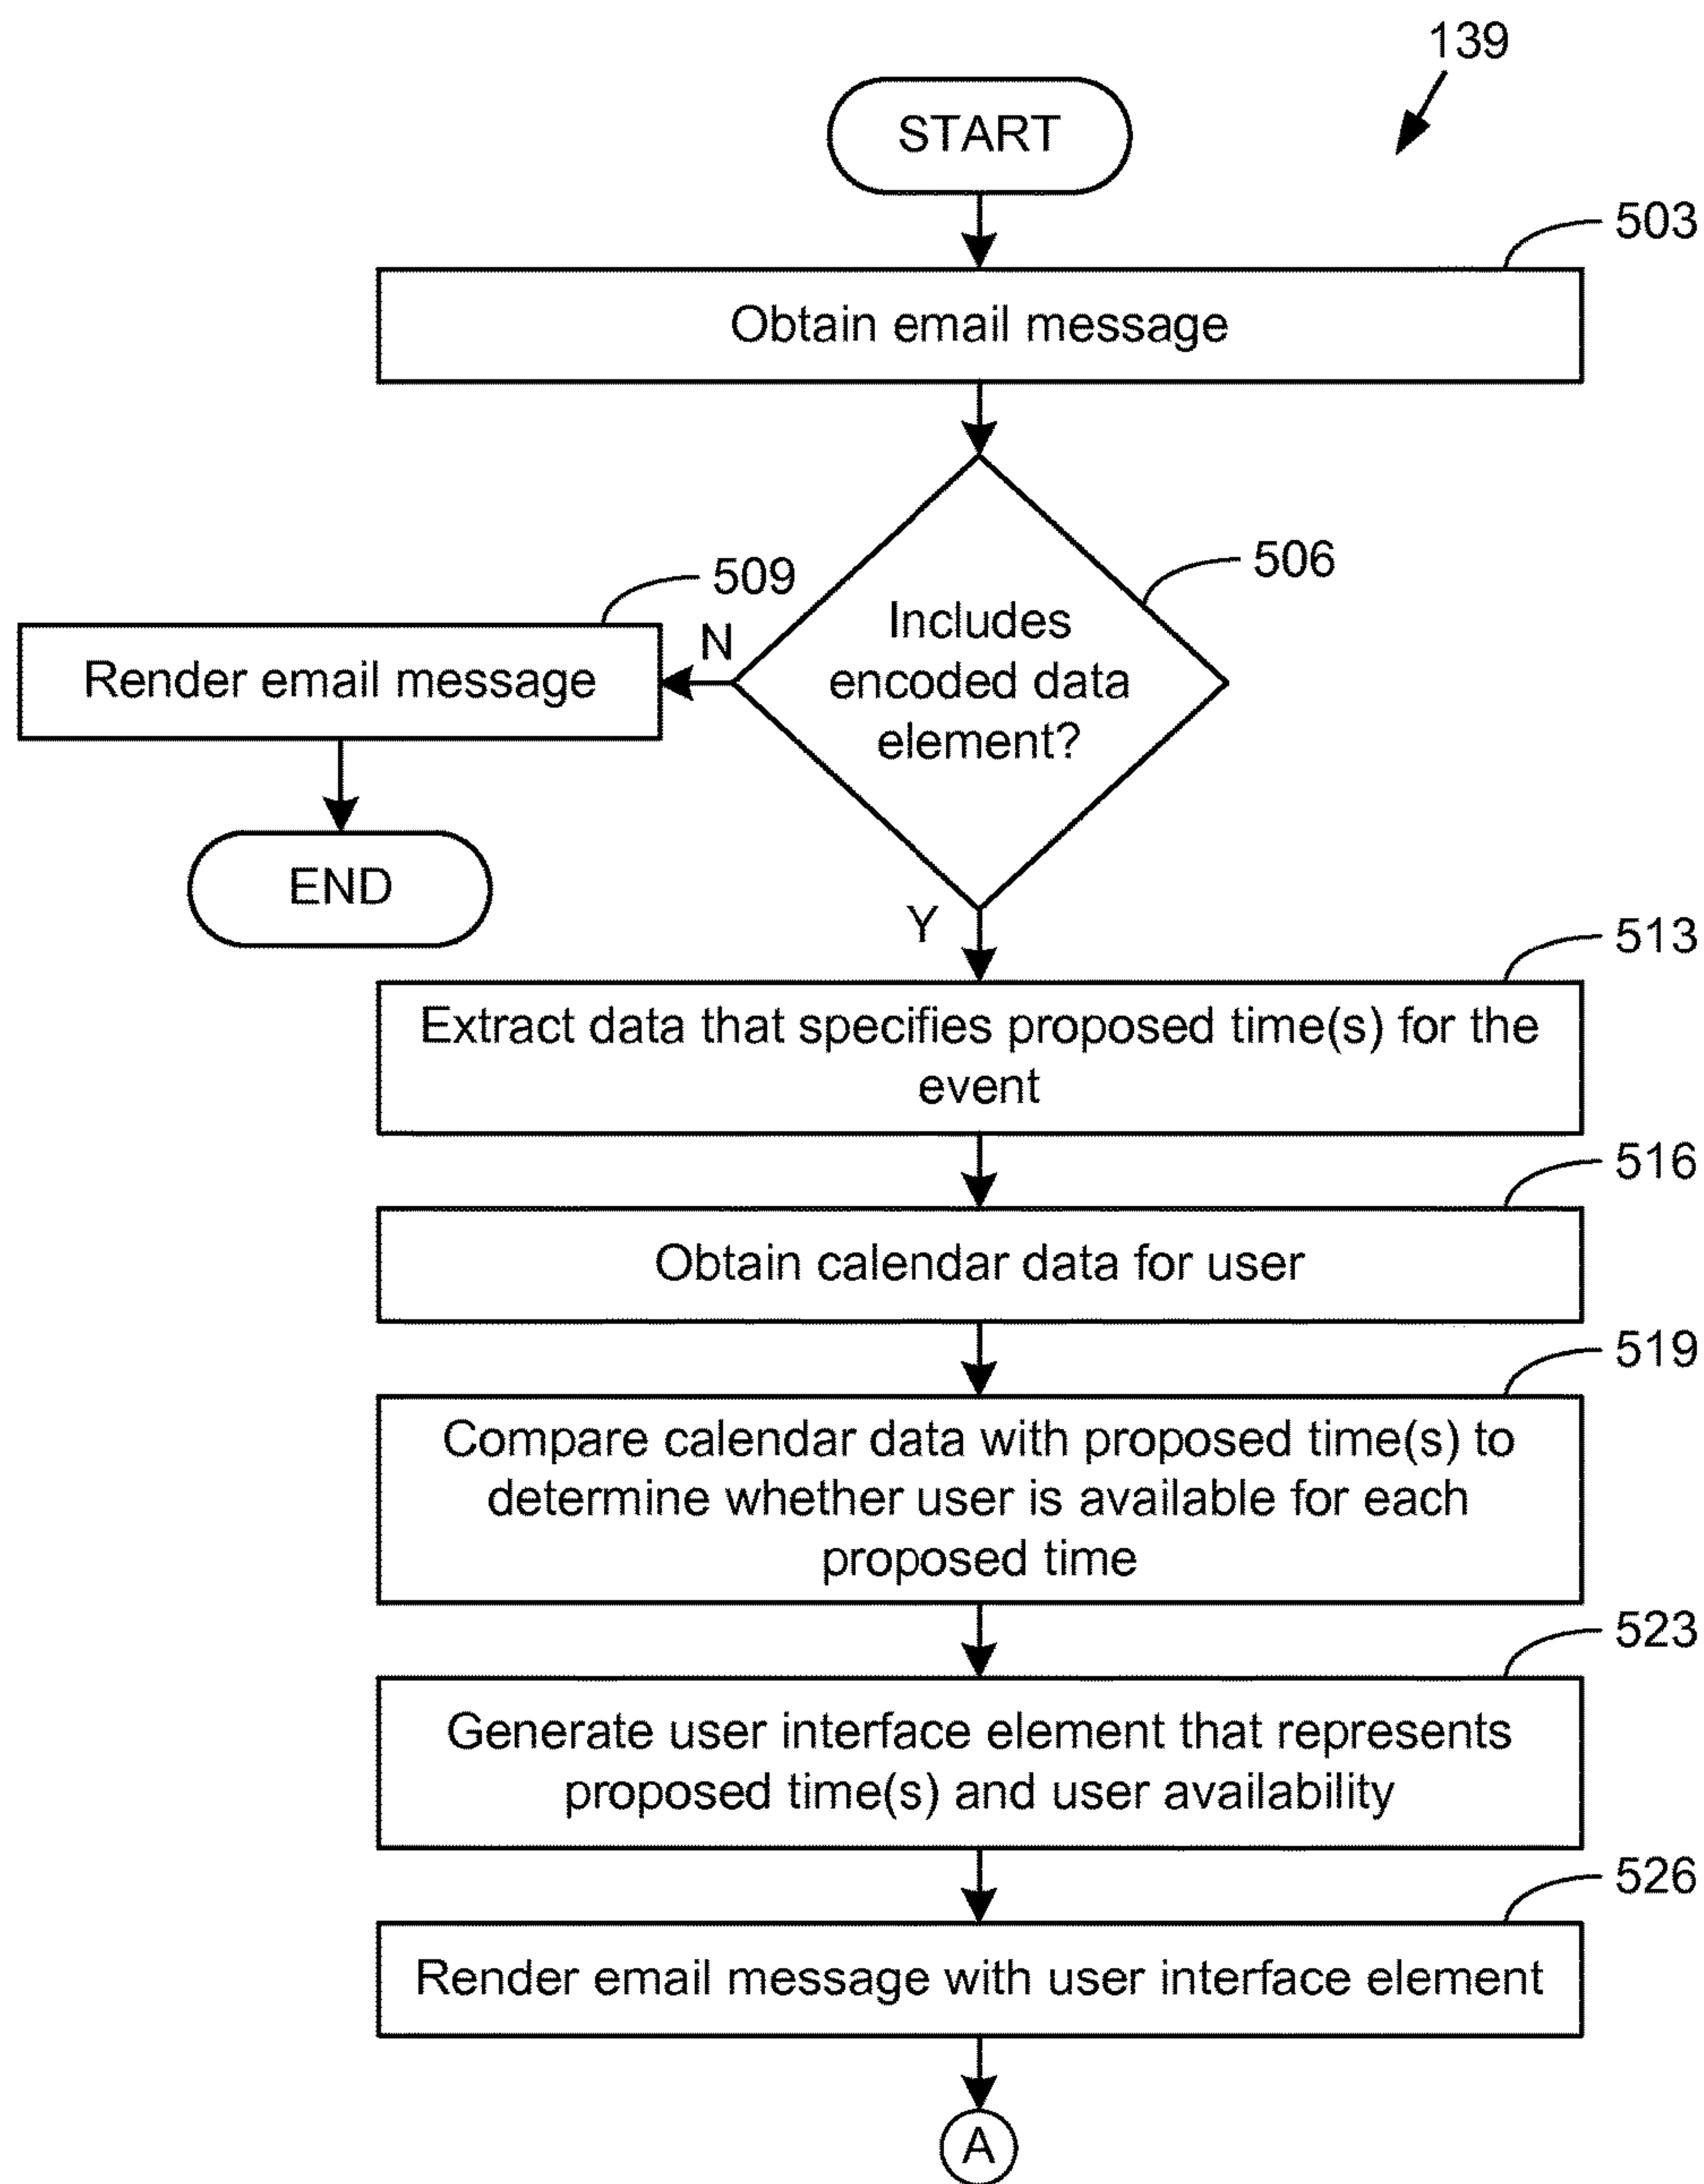 139
START
503
Obtain email message
506
Includes
encoded data
element?
N
509
Render email message
END
Y
513
Extract data that specifies proposed time(s) for the
event
516
Obtain calendar data for user
519
Compare calendar data with proposed time(s) to
determine whether user is available for each
proposed time
523
Generate user interface element that represents
proposed time(s) and user availability
526
Render email message with user interface element
A